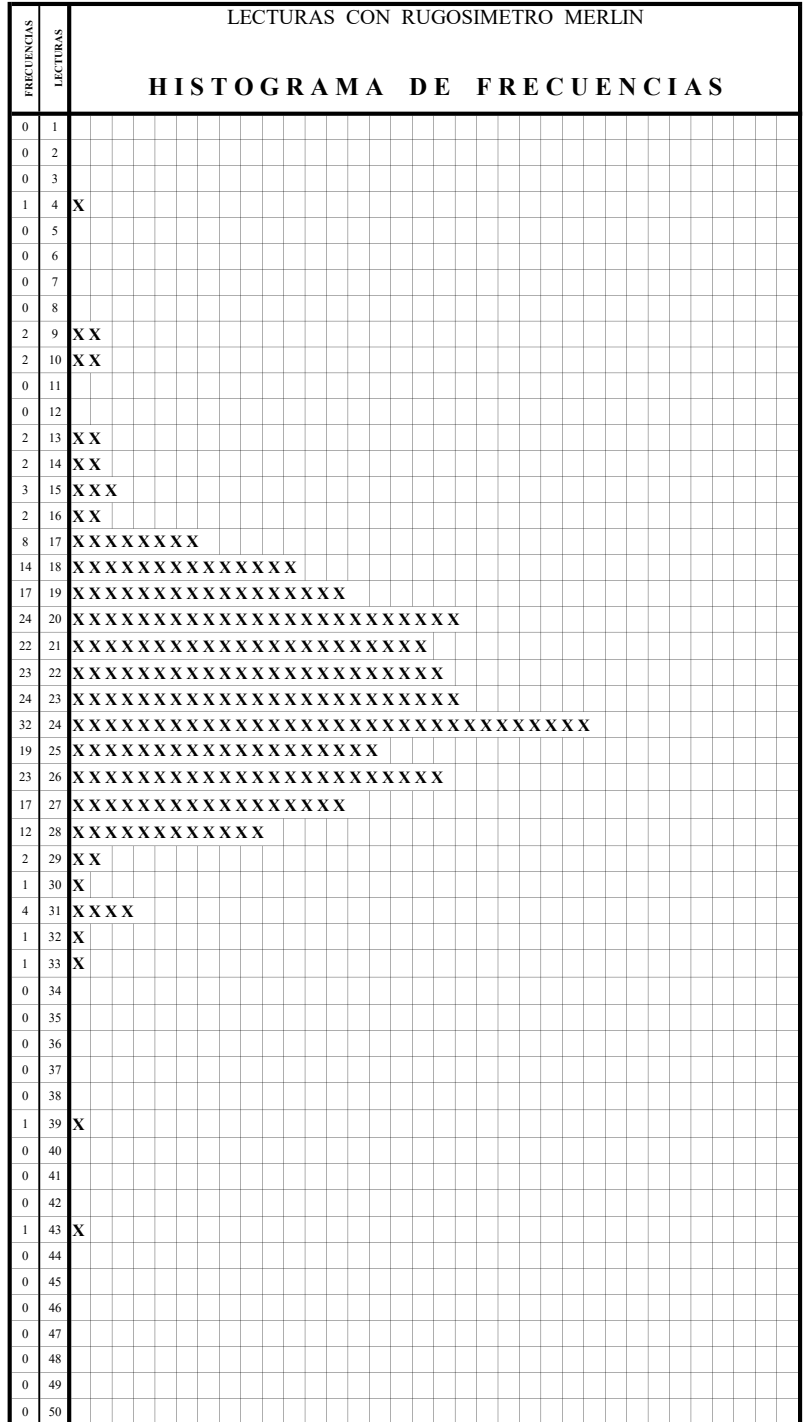 LECTURAS CON RUGOSIMETRO MERLIN
FRECUENCIAS LECTURAS
HISTOGRAMA DE FRECUENCIAS
0 1
0 2
0 3
1 4 X
0 5
0 6
0 7
0 8
2 9 XX
2 10 XX
0 11
0 12
2 13 XX
2 14 XX
3 15 XXX
2 16 XX
8 17 XXXXXXXX
14 18 XXXXXXXXXXXXXX
17 19 XXXXXXXXXXXXXXXXX
24 20 XXXXXXXXXXXXXXXXXXXXXXXX
22 21 XXXXXXXXXXXXXXXXXXXXXX
23 22 XXXXXXXXXXXXXXXXXXXXXXX
24 23 XXXXXXXXXXXXXXXXXXXXXXXX
32 24 XXXXXXXXXXXXXXXXXXXXXXXXXXXXXXXX
19 25 XXXXXXXXXXXXXXXXXXX
23 26 XXXXXXXXXXXXXXXXXXXXXXX
17 27 XXXXXXXXXXXXXXXXX
12 28 XXXXXXXXXXXX
2 29 XX
1 30 X
4 31 XXXX
1 32 X
1 33 X
0 34
0 35
0 36
0 37
0 38
1 39 X
0 40
0 41
0 42
1 43 X
0 44
0 45
0 46
0 47
0 48
0 49
0 50